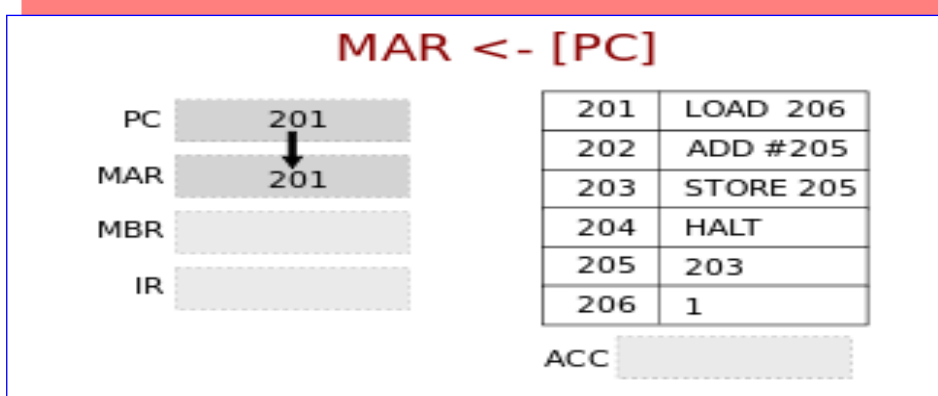 MAR <- [PC]
PC 201
MAR 201
MBR
IR
201 LOAD 206
202 ADD #205
203 STORE 205
204 HALT
205 203
206 1
ACC